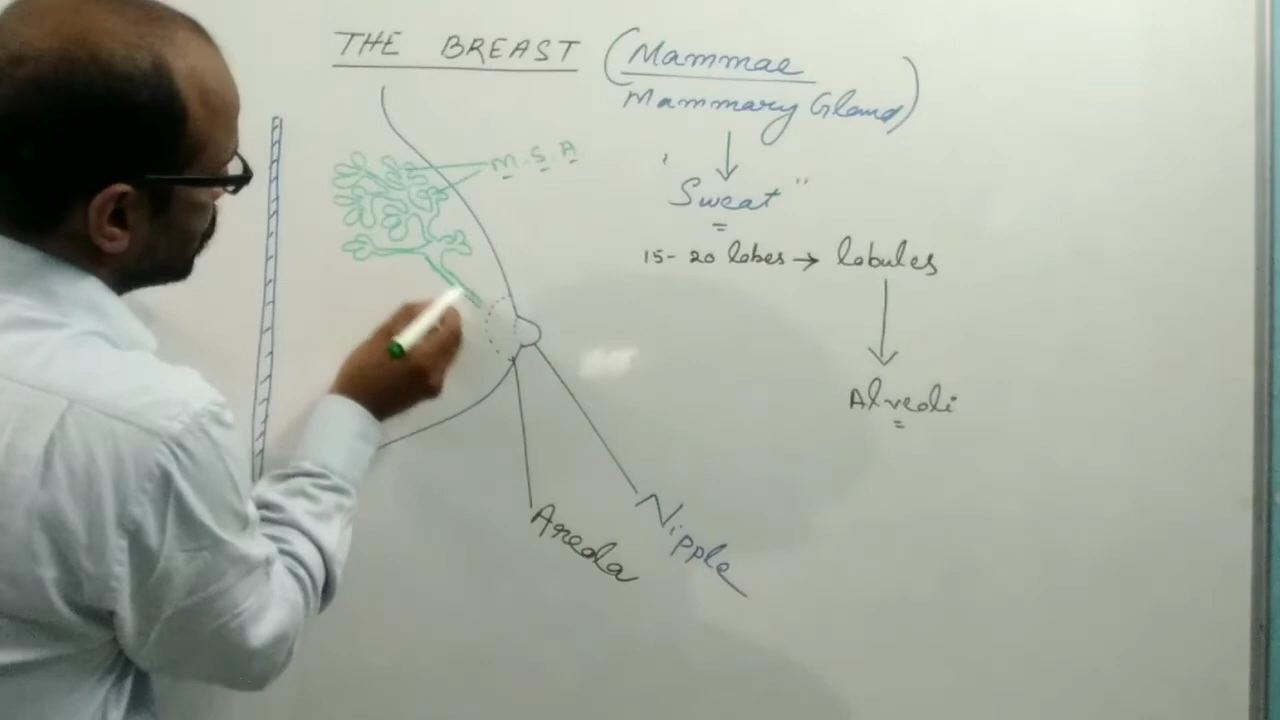 THE BREAST (Mammae
Mammary Gland)
M.S.A
"Sweat"
15-20 lobes → lobules
Alveoli
Areola
Nipple